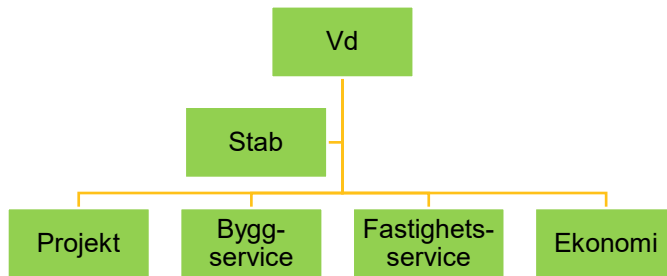 Vd
Stab
Projekt
Bygg-
service
Fastighets-
service
Ekonomi